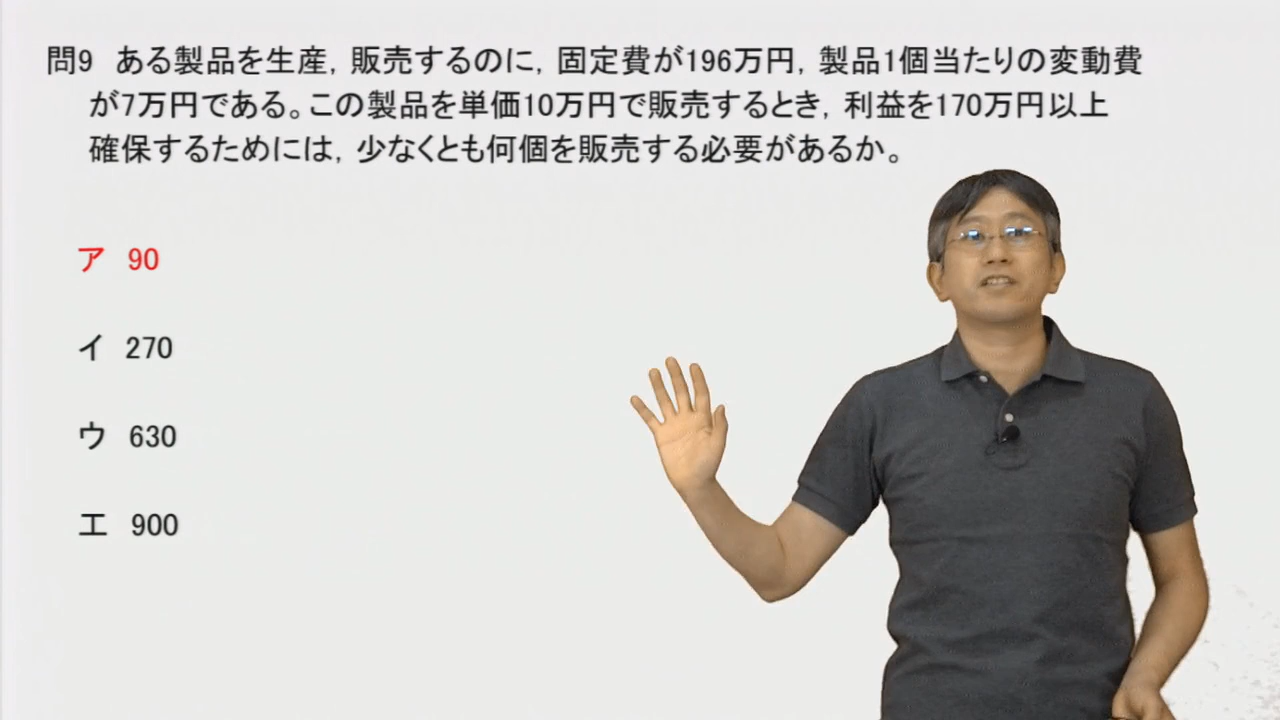 問9　ある製品を生産，販売するのに，固定費が196万円，製品1個当たりの変動費
が7万円である。この製品を単価10万円で販売するとき，利益を170万円以上
確保するためには，少なくとも何個を販売する必要があるか。
ア　90
イ　270
ウ　630
エ　900